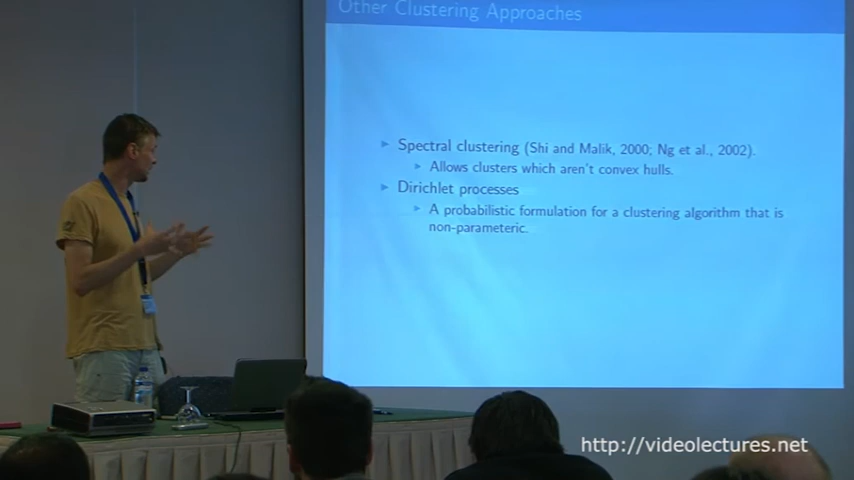 Other Clustering Approaches
Spectral clustering (Shi and Malik, 2000; Ng et al., 2002).
Allows clusters which aren't convex hulls.
Dirichlet processes
A probabilistic formulation for a clustering algorithm that is
non-parameteric.
http://videolectures.net